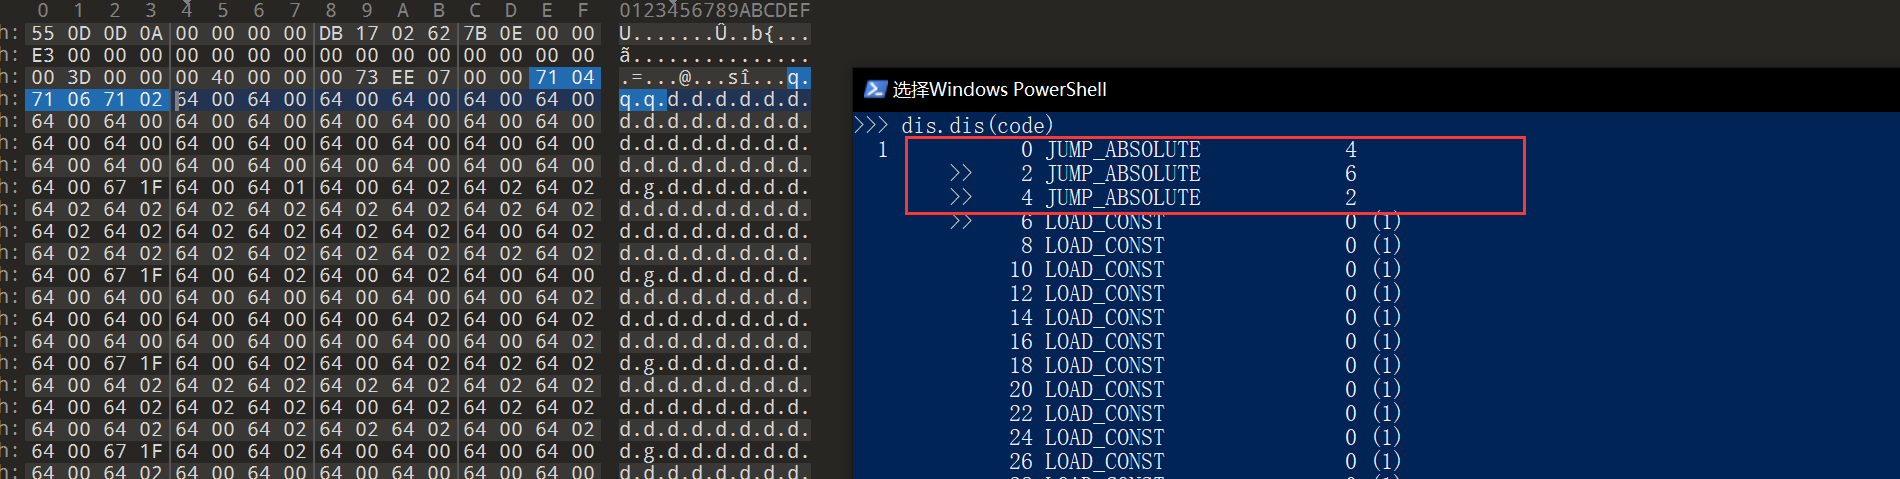 0 1 2 3 4 5 6 7 8 9 A B C D E F 0123456789ABCDEF
h: 55 0D 0D 0A 00 00 00 00 DB 17 02 62 7B 0E 00 00 U.......Û..b{...
h: E3 00 00 00 00 00 00 00 00 00 00 00 00 00 00 00 ã...............
h: 00 3D 00 00 00 40 00 00 00 73 EE 07 00 00 71 04 .=...@...sî...q.
h: 71 06 71 02 64 00 64 00 64 00 64 00 64 00 64 00 q.q.d.d.d.d.d.d.
h: 64 00 64 00 64 00 64 00 64 00 64 00 64 00 64 00 d.d.d.d.d.d.d.d.
h: 64 00 64 00 64 00 64 00 64 00 64 00 64 00 64 00 d.d.d.d.d.d.d.d.
h: 64 00 64 00 64 00 64 00 64 00 64 00 64 00 64 00 d.d.d.d.d.d.d.d.
h: 64 00 67 1F 64 00 64 01 64 00 64 02 64 02 64 02 d.g.d.d.d.d.d.d.
h: 64 02 64 02 64 02 64 02 64 02 64 02 64 02 64 02 d.d.d.d.d.d.d.d.
h: 64 02 64 02 64 02 64 02 64 02 64 02 64 02 64 02 d.d.d.d.d.d.d.d.
h: 64 02 64 02 64 02 64 02 64 02 64 02 64 02 64 02 d.d.d.d.d.d.d.d.
h: 64 00 67 1F 64 00 64 02 64 00 64 02 64 00 64 00 d.g.d.d.d.d.d.d.
h: 64 00 64 00 64 00 64 00 64 00 64 00 64 00 64 02 d.d.d.d.d.d.d.d.
h: 64 00 64 00 64 00 64 00 64 00 64 02 64 00 64 02 d.d.d.d.d.d.d.d.
h: 64 00 64 00 64 00 64 00 64 00 64 00 64 00 64 02 d.d.d.d.d.d.d.d.
h: 64 00 67 1F 64 00 64 02 64 00 64 02 64 02 64 02 d.g.d.d.d.d.d.d.
h: 64 00 64 02 64 02 64 02 64 02 64 02 64 00 64 02 d.d.d.d.d.d.d.d.
h: 64 00 64 02 64 02 64 02 64 00 64 02 64 02 64 02 d.d.d.d.d.d.d.d.
h: 64 00 64 02 64 00 64 02 64 02 64 02 64 00 64 02 d.d.d.d.d.d.d.d.
h: 64 00 67 1F 64 00 64 02 64 00 64 00 64 00 64 02 d.g.d.d.d.d.d.d.
h: 64 00 64 02 64 00 64 00 64 00 64 00 64 00 64 00 d.d.d.d.d.d.d.d.
选择Windows PowerShell
>>> dis.dis(code)
1 0 JUMP_ABSOLUTE 4
>> 2 JUMP_ABSOLUTE 6
>> 4 JUMP_ABSOLUTE 2
>> 6 LOAD_CONST 0 (1)
8 LOAD_CONST 0 (1)
10 LOAD_CONST 0 (1)
12 LOAD_CONST 0 (1)
14 LOAD_CONST 0 (1)
16 LOAD_CONST 0 (1)
18 LOAD_CONST 0 (1)
20 LOAD_CONST 0 (1)
22 LOAD_CONST 0 (1)
24 LOAD_CONST 0 (1)
26 LOAD_CONST 0 (1)